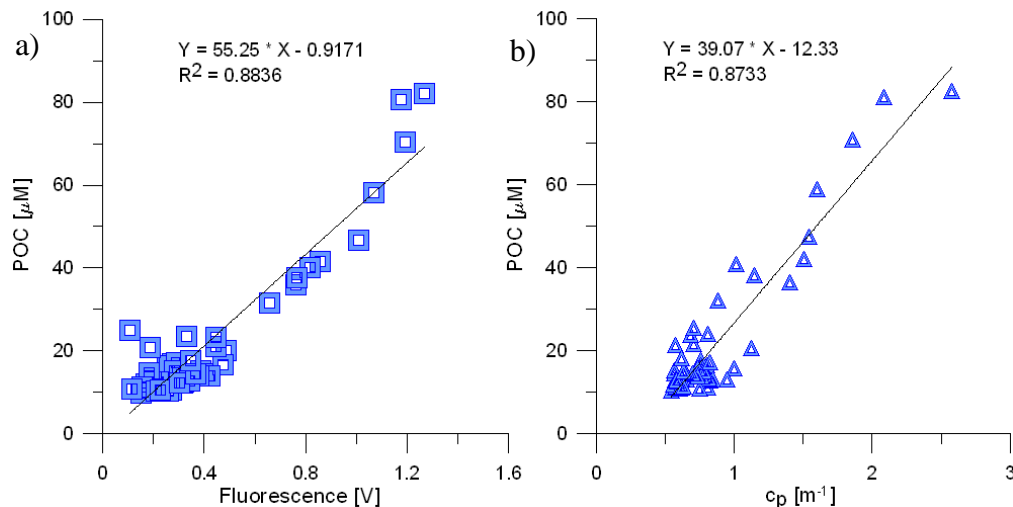 a)
Y = 55.25 * X - 0.9171
R2 = 0.8836
100
80
60
40
20
0
POC [µM]
0 0.4 0.8 1.2 1.6
Fluorescence [V]
b)
Y = 39.07 * X - 12.33
R2 = 0.8733
100
80
60
40
20
0
POC [µM]
0 1 2 3
cp [m-1]